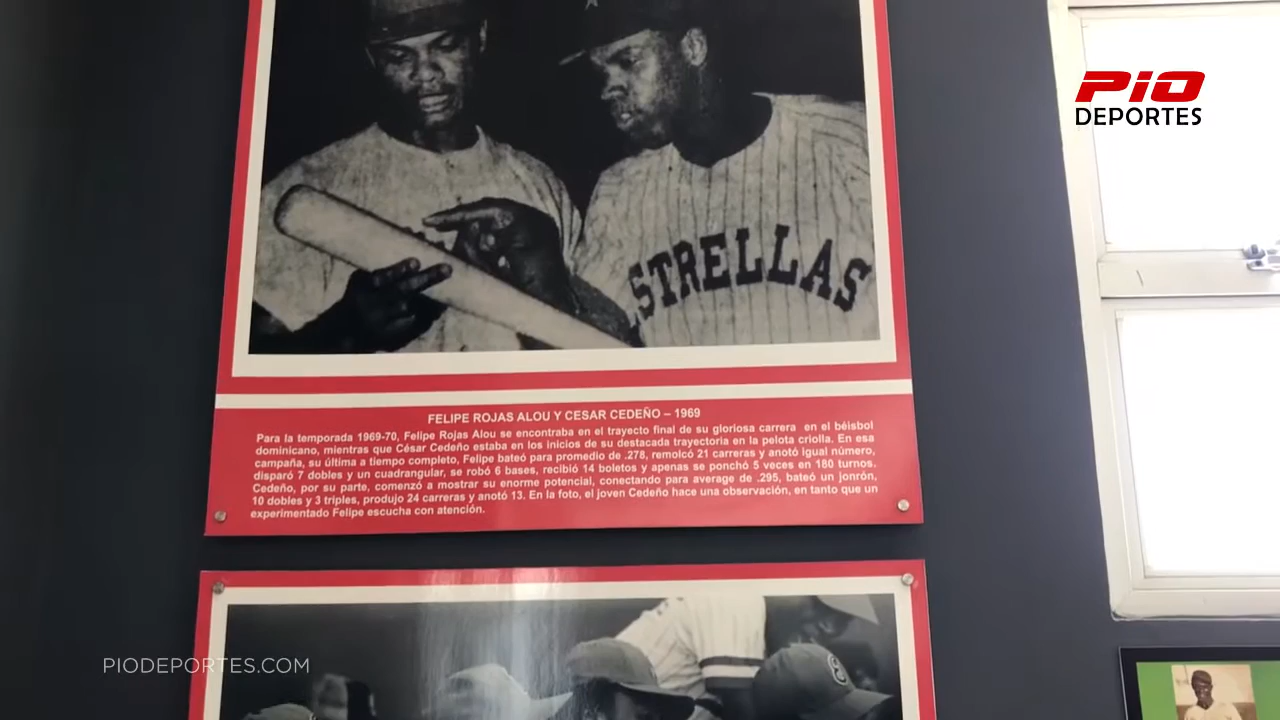 PIO
DEPORTES
ESTRELLAS
FELIPE ROJAS ALOU Y CESAR CEDEÑO – 1969
Para la temporada 1969-70, Felipe Rojas Alou se encontraba en el trayecto final de su gloriosa carrera en el béisbol
dominicano, mientras que César Cedeño estaba en los inicios de su destacada trayectoria en la pelota criolla. En esa
campaña, su última a tiempo completo, Felipe bateó para promedio de .278, remolcó 21 carreras y anotó igual número,
disparó 7 dobles y un cuadrangular, se robó 6 bases, recibió 14 boletos y apenas se ponchó 5 veces en 180 turnos.
Cedeño, por su parte, comenzó a mostrar su enorme potencial, conectando para average de .295, bateó un jonrón,
10 dobles y 3 triples, produjo 24 carreras y anotó 13. En la foto, el joven Cedeño hace una observación, en tanto que un
experimentado Felipe escucha con atención.
PIODEPORTES.COM